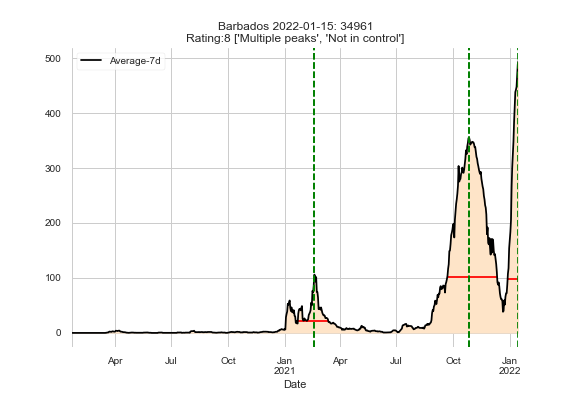 Barbados 2022-01-15: 34961
Rating:8 ['Multiple peaks', 'Not in control']
500
Average-7d
400
300
200
100
0
Apr Jul Oct Jan Apr Jul Oct Jan
2021 2022
Date